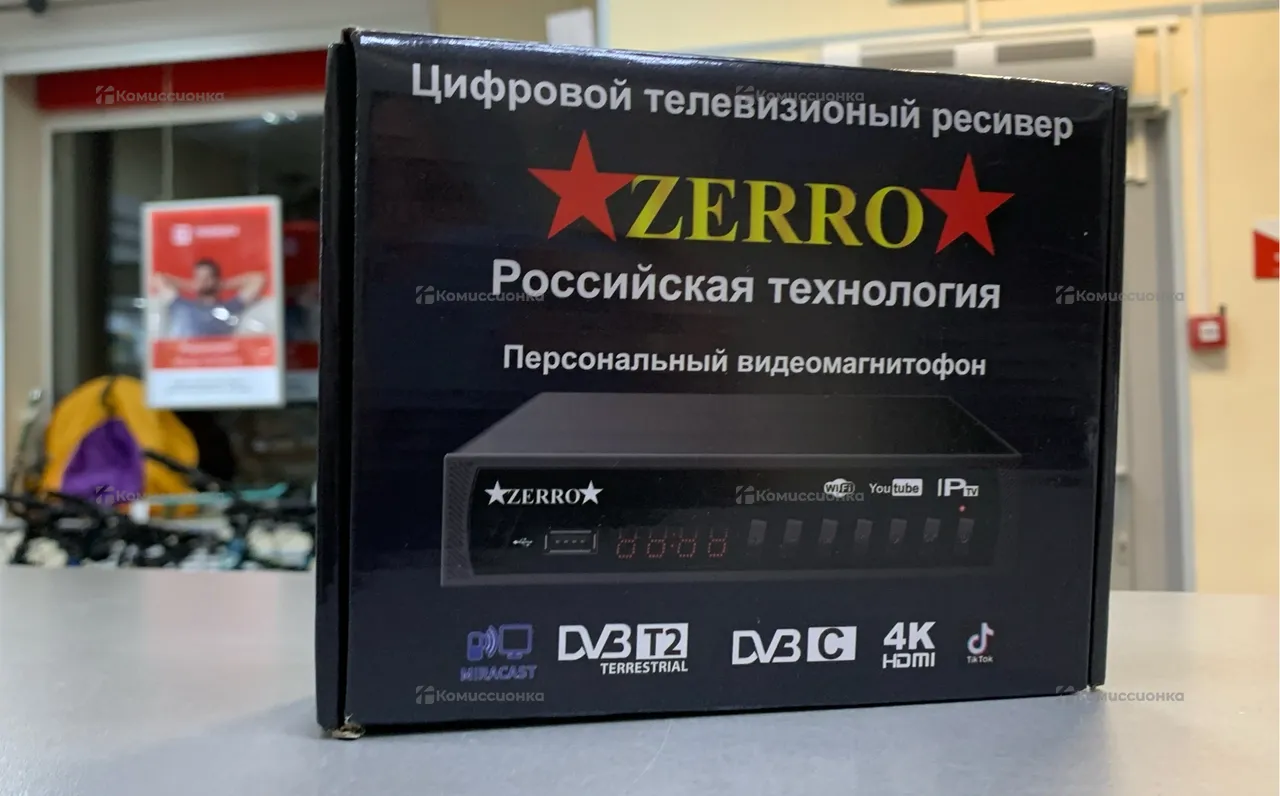 Цифровой телевизионый ресивер
ZERRO
Российская технология
Персональный видеомагнитофон
ZERRO
WiFi
YouTube
IPTV
MIRACAST
DVB T2
TERRESTRIAL
DVB C
4K
HDMI
TikTok
Комиссионка
Комиссионка
Комиссионка
Комиссионка
Комиссионка
Комиссионка
Комиссионка